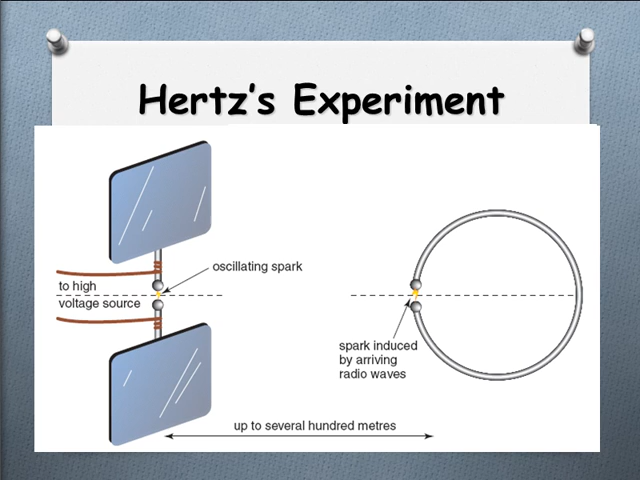 Hertz's Experiment
oscillating spark
to high
voltage source
spark induced
by arriving
radio waves
up to several hundred metres